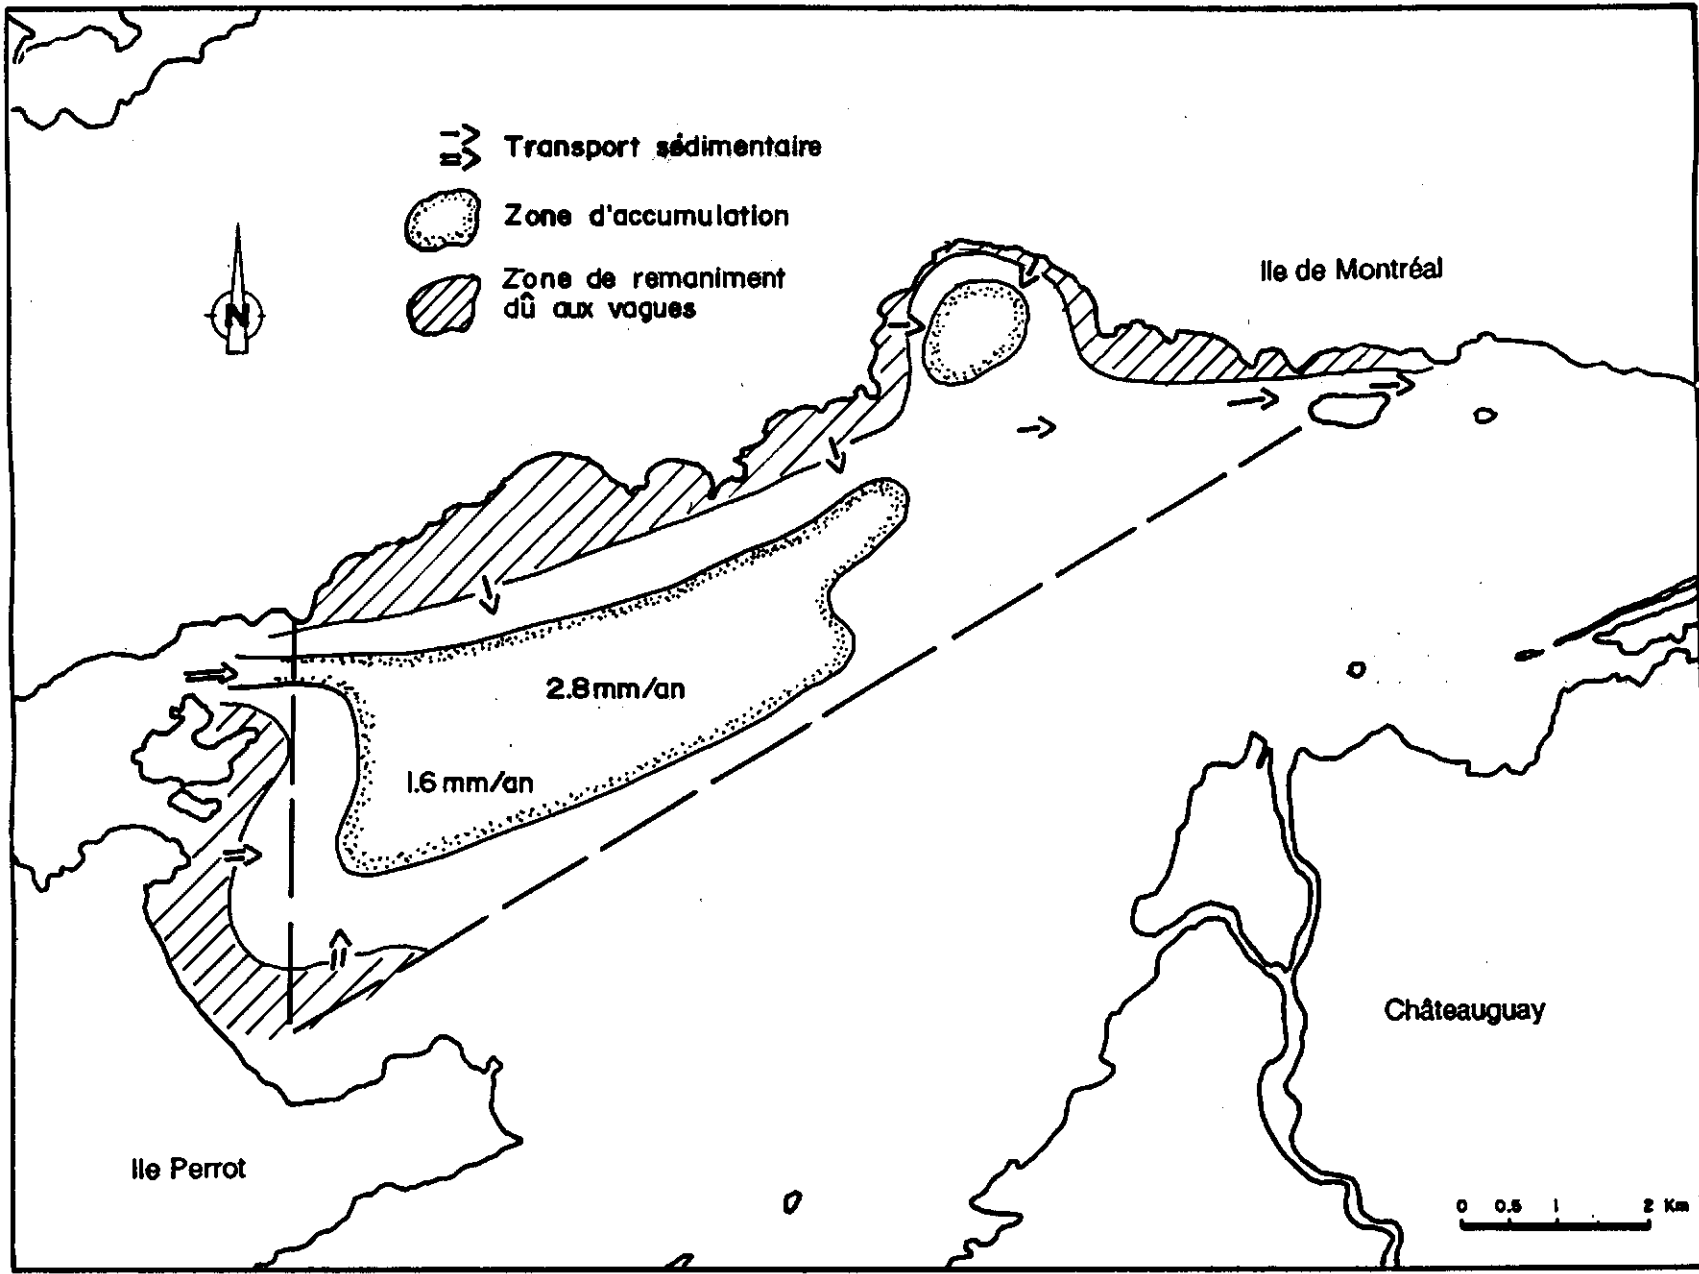 Transport sédimentaire
Zone d'accumulation
Zone de remaniment
dû aux vagues
N
Ile de Montréal
2.8 mm/an
1.6 mm/an
Châteauguay
Ile Perrot
0 0.5 1 2 Km